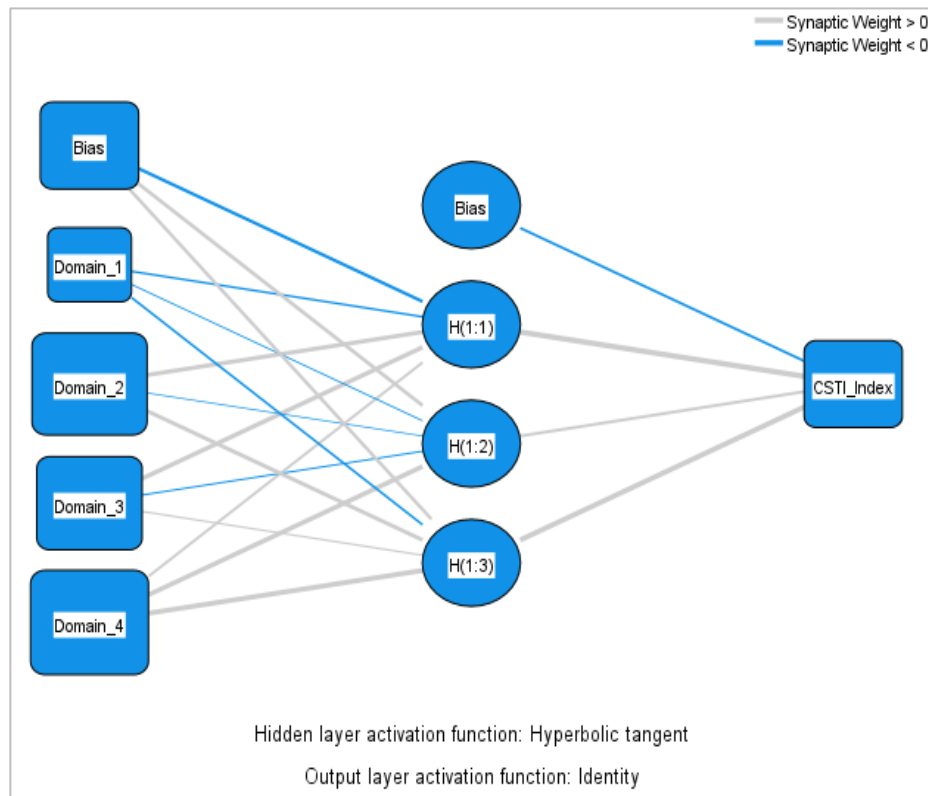 Synaptic Weight > 0
Synaptic Weight < 0
Bias
Domain_1
Domain_2
Domain_3
Domain_4
Bias
H(1:1)
H(1:2)
H(1:3)
CSTI_Index
Hidden layer activation function: Hyperbolic tangent
Output layer activation function: Identity